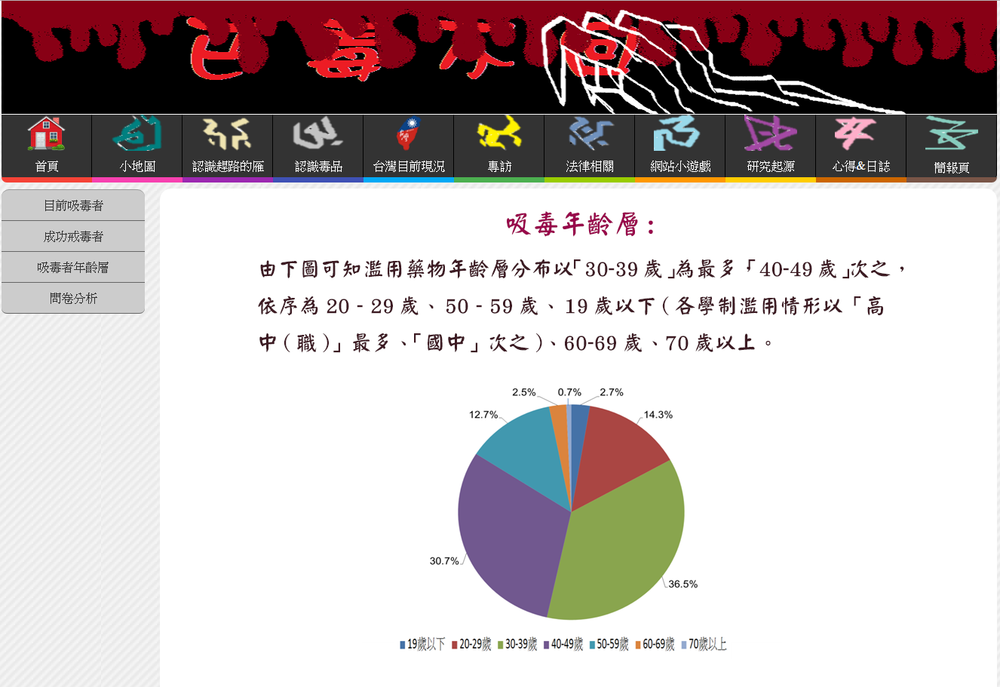 已毒不回
首頁
小地圖
認識趕路的雁
認識毒品
台灣目前現況
專訪
法律相關
網站小遊戲
研究起源
心得&日誌
簡報頁
目前吸毒者
成功戒毒者
吸毒者年齡層
問卷分析
吸毒年齡層：
由下圖可知濫用藥物年齡層分布以「30-39 歲」為最多，「40-49 歲」次之，
依序為 20 - 29 歲、50 - 59 歲、19 歲以下（各學制濫用情形以「高
中（職）」最多、「國中」次之）、60-69 歲、70 歲以上。
2.5%
0.7%
2.7%
12.7%
14.3%
30.7%
36.5%
19歲以下 20-29歲 30-39歲 40-49歲 50-59歲 60-69歲 70歲以上